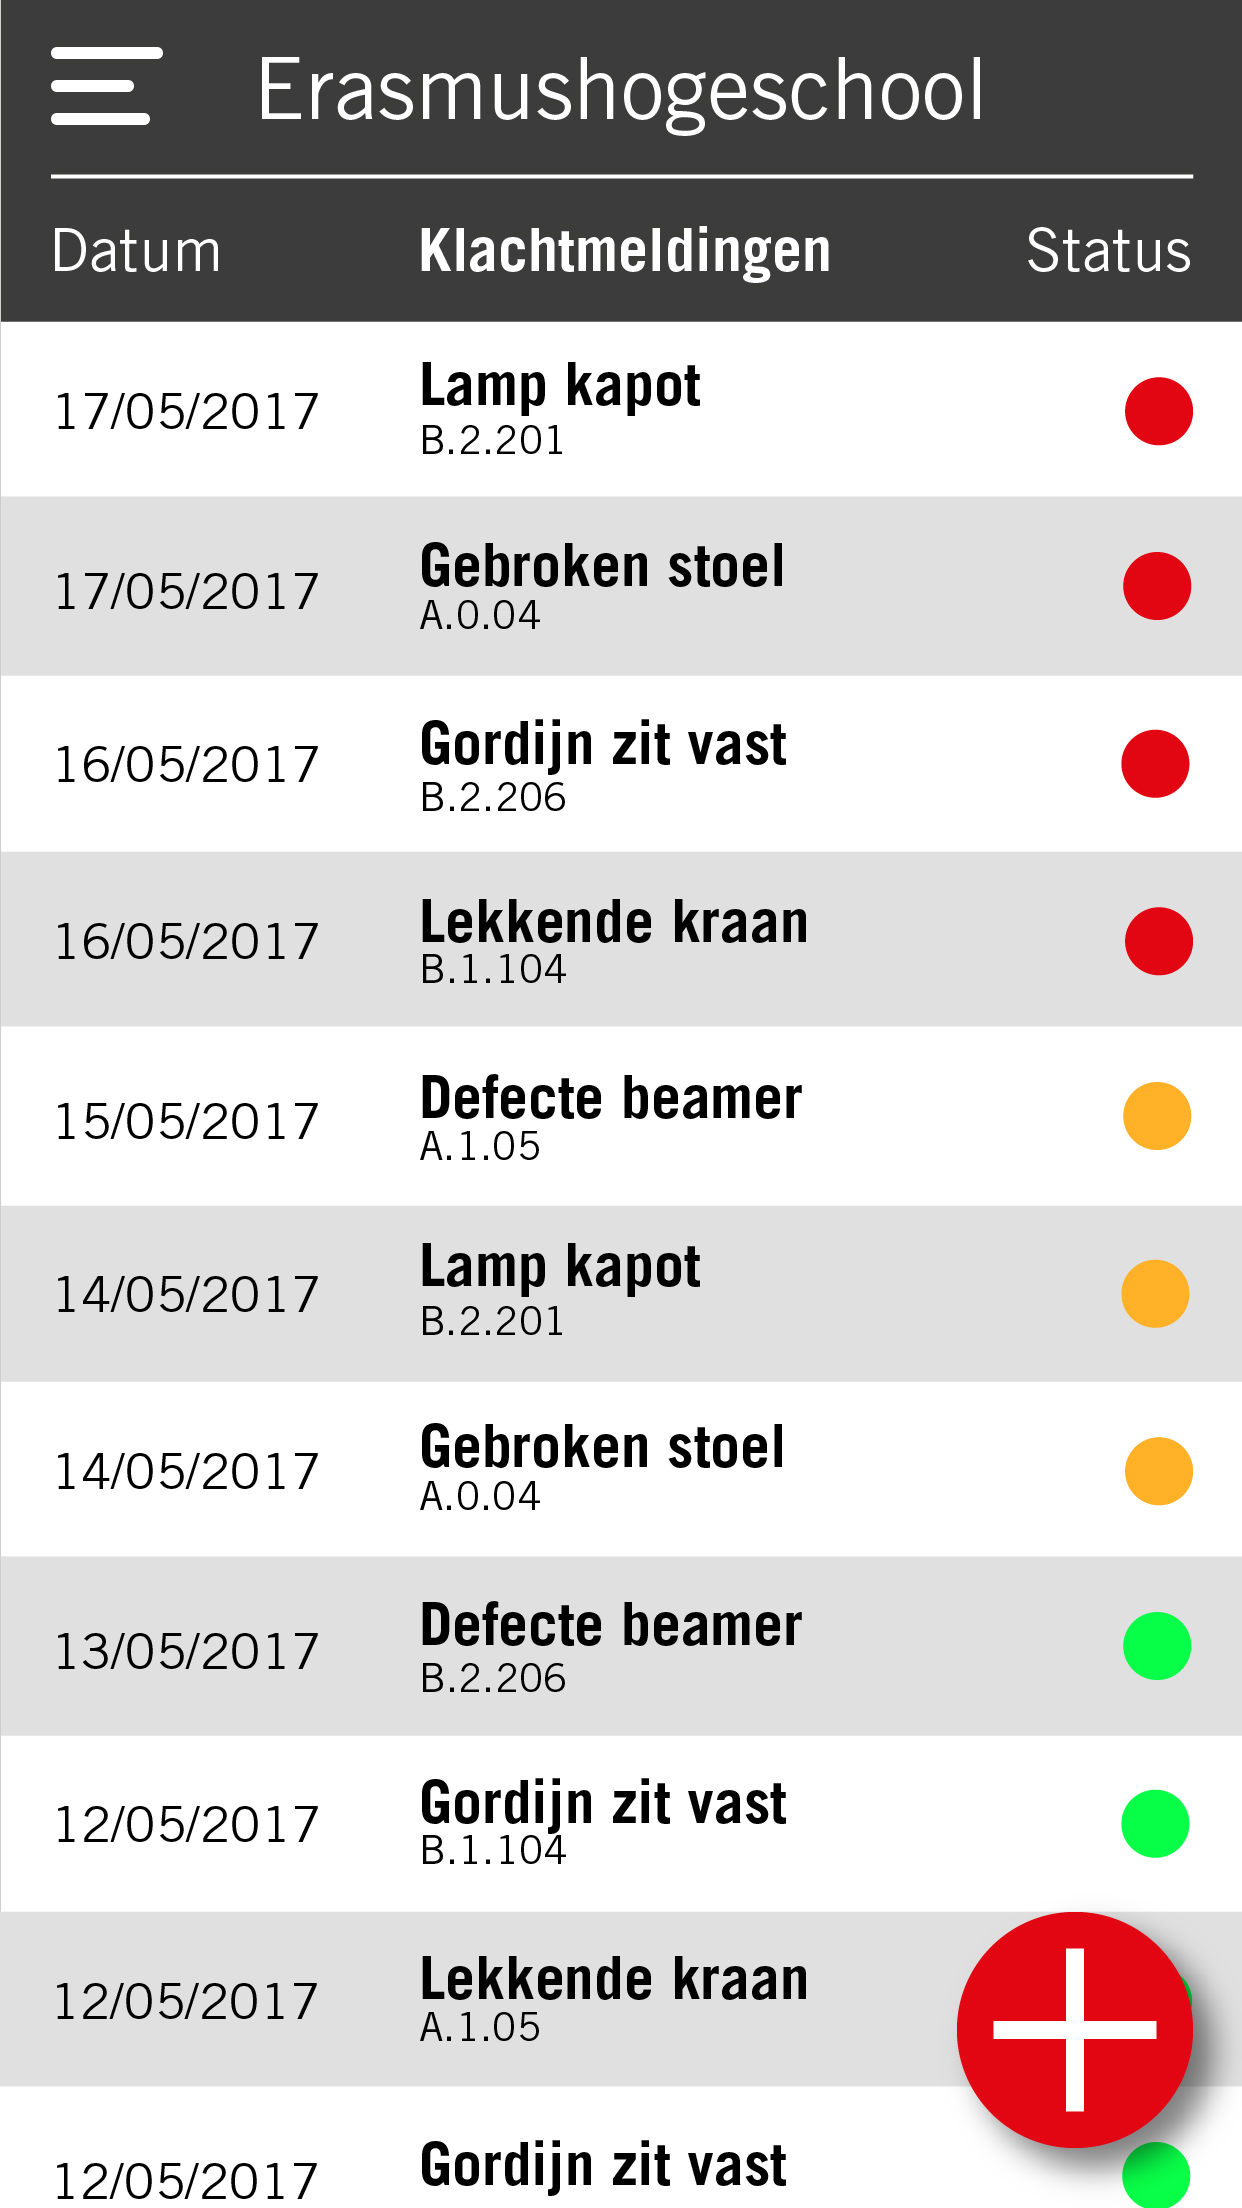 Erasmushogeschool
Datum Klachtmeldingen Status
17/05/2017 Lamp kapot
B.2.201
17/05/2017 Gebroken stoel
A.0.04
16/05/2017 Gordijn zit vast
B.2.206
16/05/2017 Lekkende kraan
B.1.104
15/05/2017 Defecte beamer
A.1.05
14/05/2017 Lamp kapot
B.2.201
14/05/2017 Gebroken stoel
A.0.04
13/05/2017 Defecte beamer
B.2.206
12/05/2017 Gordijn zit vast
B.1.104
12/05/2017 Lekkende kraan
A.1.05
12/05/2017 Gordijn zit vast